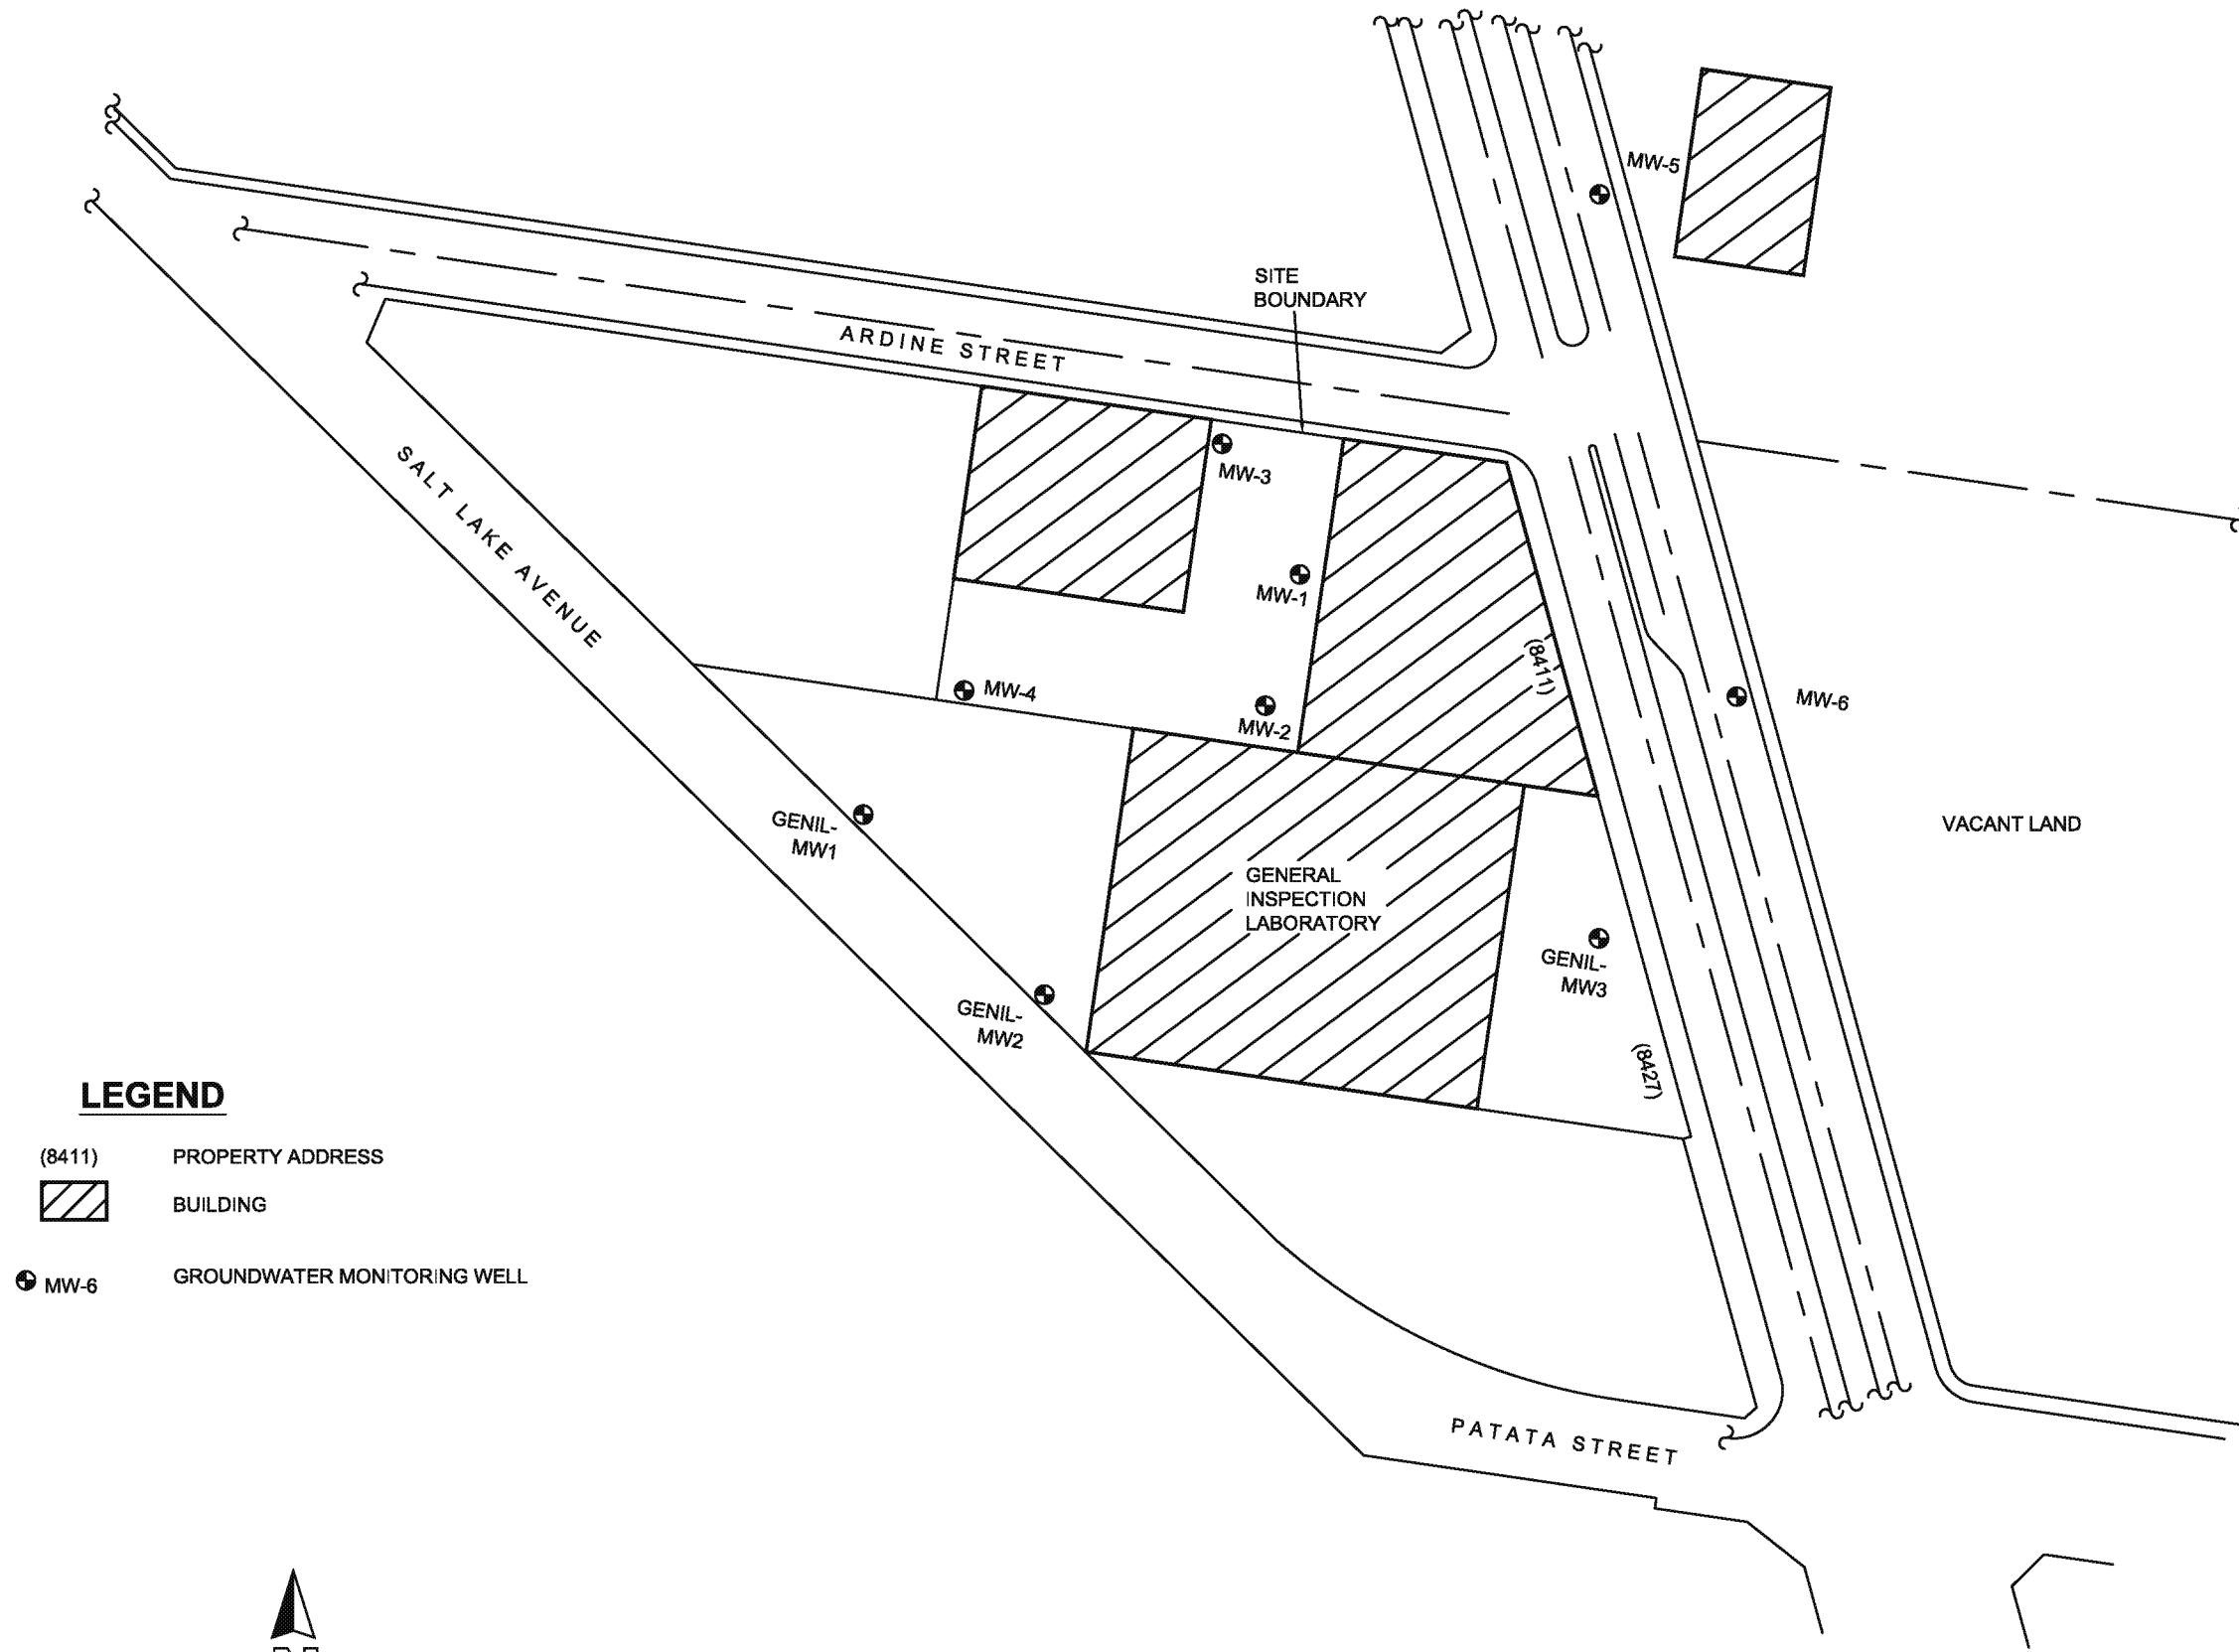 MW-5
SITE
BOUNDARY
ARDINE STREET
MW-3
SALT LAKE AVENUE
MW-1
(8411)
MW-4
MW-6
MW-2
GENIL-
MW1
VACANT LAND
GENERAL
INSPECTION
LABORATORY
GENIL-
MW3
GENIL-
MW2
(8427)
LEGEND
(8411) PROPERTY ADDRESS
BUILDING
MW-6 GROUNDWATER MONITORING WELL
PATATA STREET